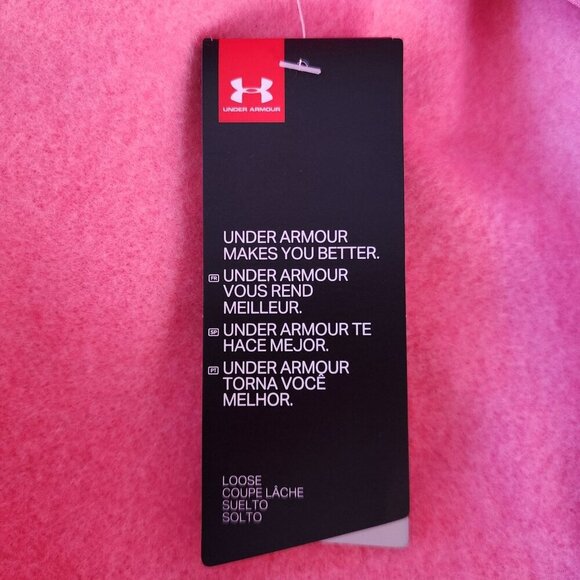 UNDER ARMOUR
UNDER ARMOUR
MAKES YOU BETTER.
FR UNDER ARMOUR
VOUS REND
MEILLEUR.
SP UNDER ARMOUR TE
HACE MEJOR.
PT UNDER ARMOUR
TORNA VOCÊ
MELHOR.
LOOSE
COUPE LÂCHE
SUELTO
SOLTO